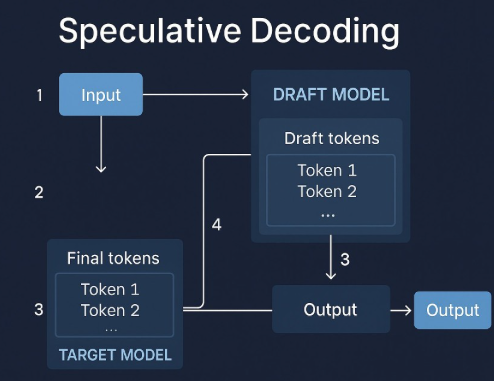 Speculative Decoding
1
Input
DRAFT MODEL
Draft tokens
Token 1
Token 2
...
2
4
3
Final tokens
Token 1
Token 2
...
TARGET MODEL
3
Output
Output